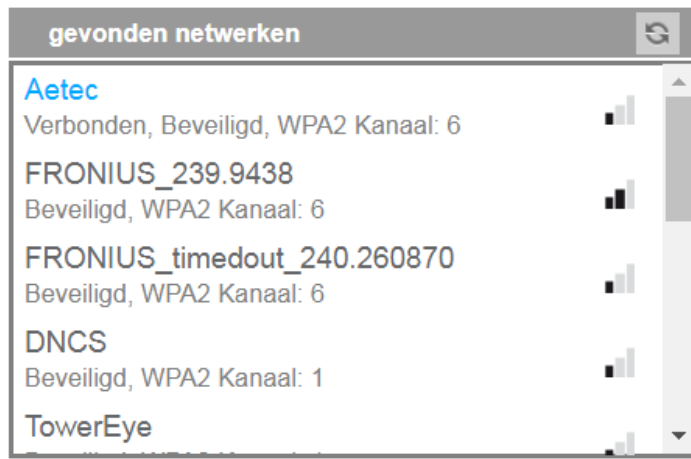 gevonden netwerken
Aetec
Verbonden, Beveiligd, WPA2 Kanaal: 6
FRONIUS_239.9438
Beveiligd, WPA2 Kanaal: 6
FRONIUS_timedout_240.260870
Beveiligd, WPA2 Kanaal: 6
DNCS
Beveiligd, WPA2 Kanaal: 1
TowerEye